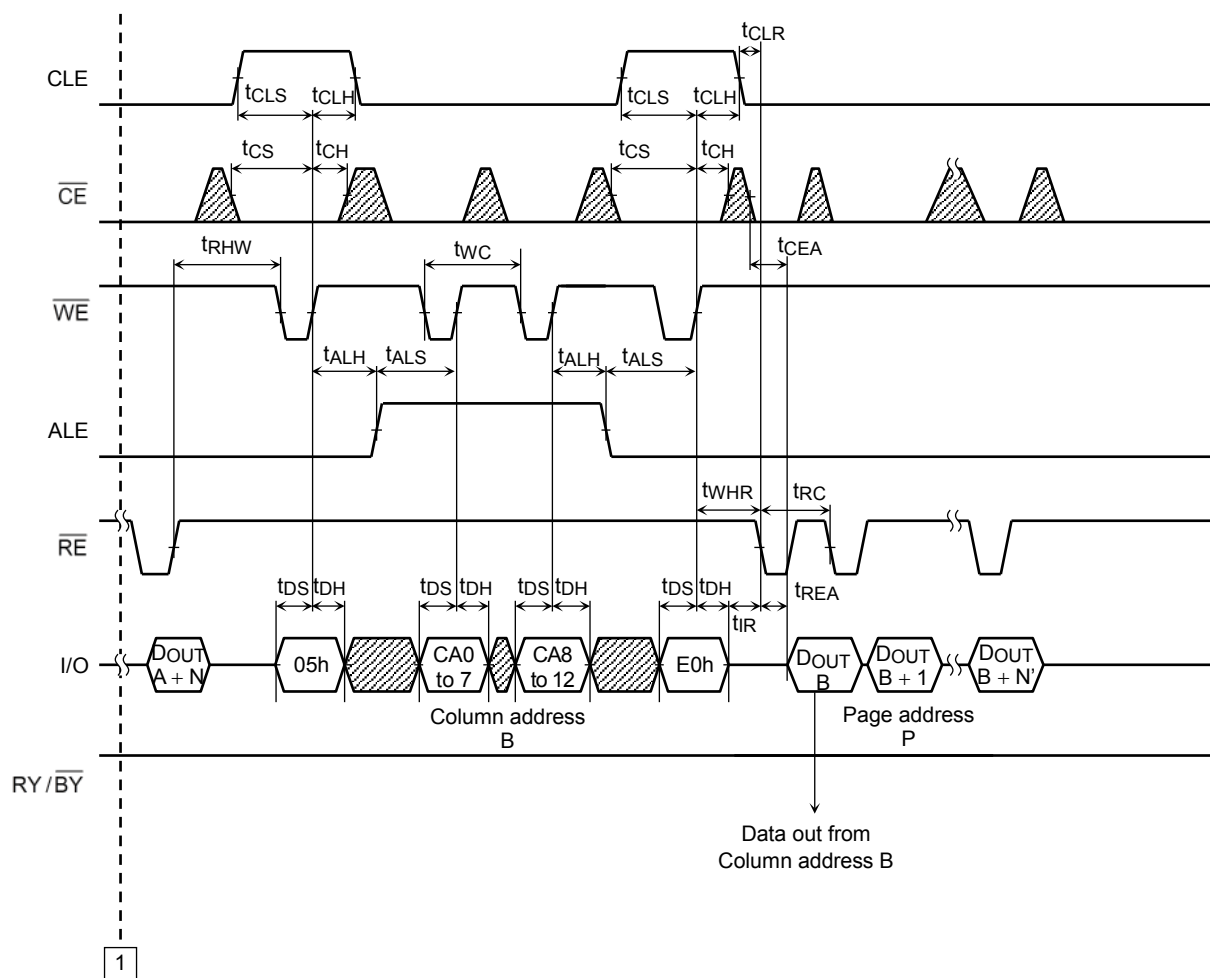 tCLR
CLE
tCLS tCLH tCLS tCLH
tCS tCH tCS tCH
CE
tRHW tWC tCEA
WE
tALH tALS tALH tALS
ALE
tWHR tRC
RE
tDS tDH tDS tDH tDS tDH tDS tDH tREA
tIR
I/O
DOUT
A + N
05h
CA0
to 7
CA8
to 12
E0h
DOUT
B
DOUT
B + 1
DOUT
B + N'
Column address
B
Page address
P
RY / BY
Data out from
Column address B
1